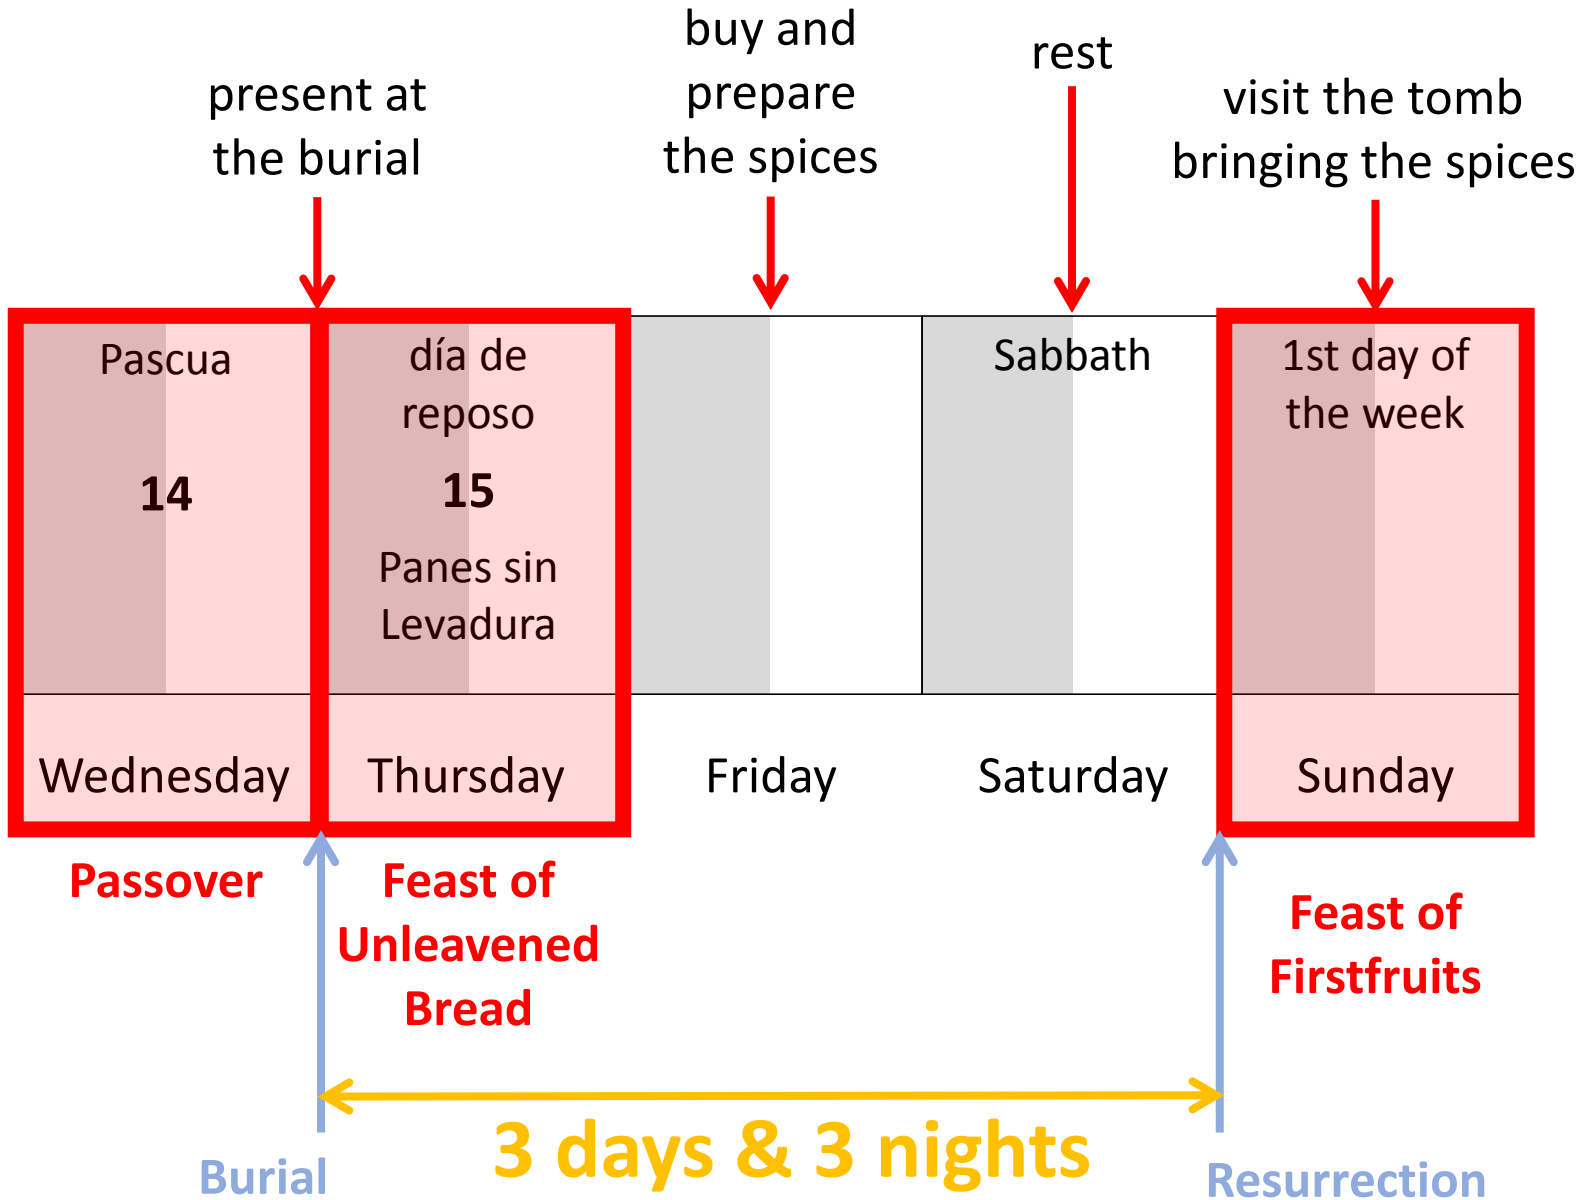 present at
the burial
buy and
prepare
the spices
rest
visit the tomb
bringing the spices
Pascua
14
día de
reposo
15
Panes sin
Levadura
Sabbath
1st day of
the week
Wednesday
Thursday
Friday
Saturday
Sunday
Passover
Feast of
Unleavened
Bread
Feast of
Firstfruits
3 days & 3 nights
Burial
Resurrection